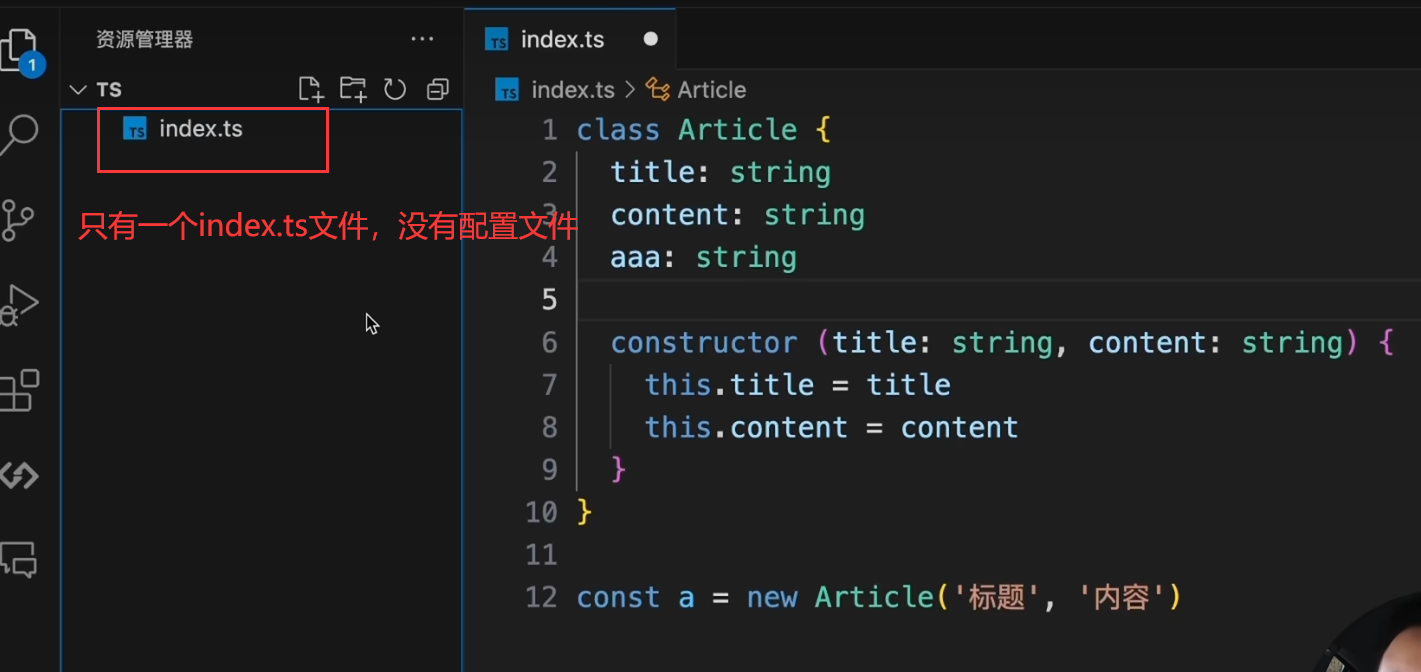 资源管理器
···
TS index.ts
1
TS
TS index.ts > Article
TS index.ts
只有一个index.ts文件，没有配置文件
1 class Article {
2 title: string
3 content: string
4 aaa: string
5
6 constructor (title: string, content: string) {
7 this.title = title
8 this.content = content
9 }
10 }
11
12 const a = new Article('标题', '内容')